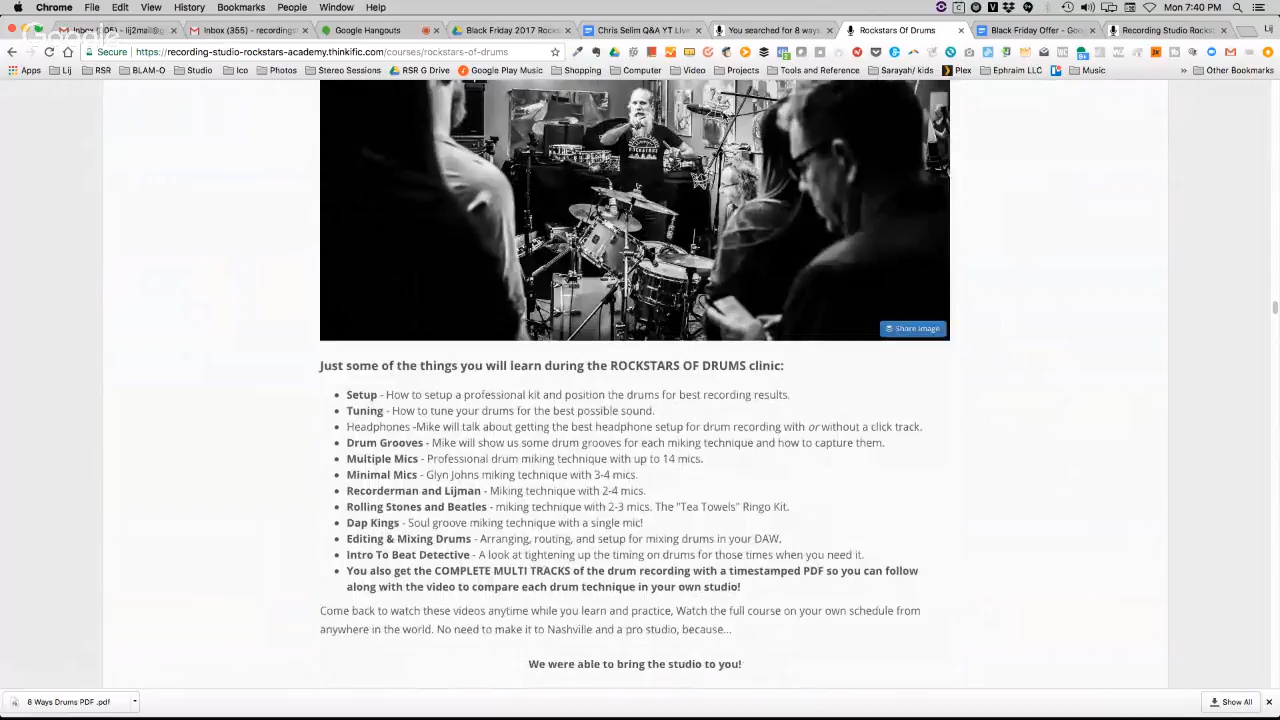 Chrome File Edit View History Bookmarks People Window Help Mon 7:40 PM
Google
Gmail Inbox (305) - lij2mail@g Inbox (355) - recordings Google Hangouts Black Friday 2017 Rocks Chris Selim Q&A YT Live You searched for 8 ways Rockstars Of Drums Black Friday Offer - Goo Recording Studio Rockst Lij
Secure https://recording-studio-rockstars-academy.thinkific.com/courses/rockstars-of-drums
Apps Lij RSR BLAM-O Studio Ico Photos Stereo Sessions RSR G Drive Google Play Music Shopping Computer Video Projects Tools and Reference Sarayah/ kids Plex Ephraim LLC Music » Other Bookmarks
Share Image
Just some of the things you will learn during the ROCKSTARS OF DRUMS clinic:
• Setup - How to setup a professional kit and position the drums for best recording results.
• Tuning - How to tune your drums for the best possible sound.
• Headphones -Mike will talk about getting the best headphone setup for drum recording with or without a click track.
• Drum Grooves - Mike will show us some drum grooves for each miking technique and how to capture them.
• Multiple Mics - Professional drum miking technique with up to 14 mics.
• Minimal Mics - Glyn Johns miking technique with 3-4 mics.
• Recorderman and Lijman - Miking technique with 2-4 mics.
• Rolling Stones and Beatles - miking technique with 2-3 mics. The "Tea Towels" Ringo Kit.
• Dap Kings - Soul groove miking technique with a single mic!
• Editing & Mixing Drums - Arranging, routing, and setup for mixing drums in your DAW.
• Intro To Beat Detective - A look at tightening up the timing on drums for those times when you need it.
• You also get the COMPLETE MULTI TRACKS of the drum recording with a timestamped PDF so you can follow
along with the video to compare each drum technique in your own studio!
Come back to watch these videos anytime while you learn and practice, Watch the full course on your own schedule from
anywhere in the world. No need to make it to Nashville and a pro studio, because...
We were able to bring the studio to you!
8 Ways Drums PDF .pdf Show All